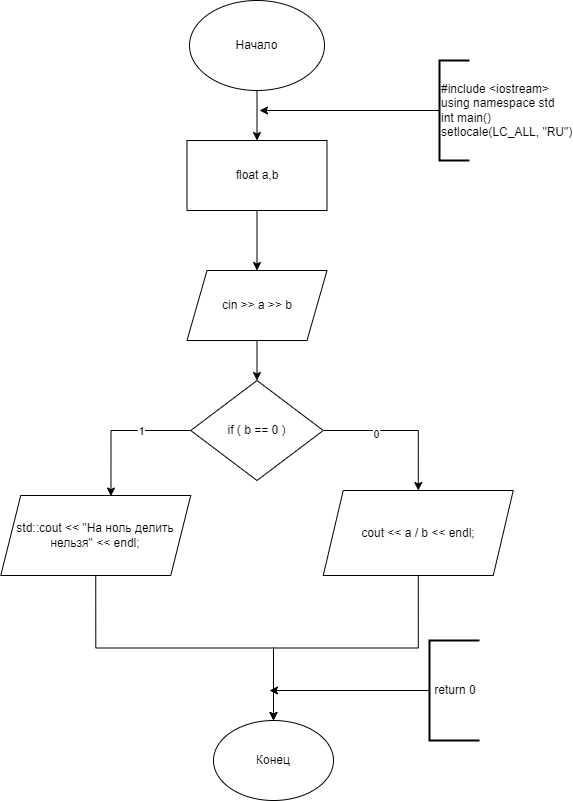 Начало
#include <iostream>
using namespace std
int main()
setlocale(LC_ALL, "RU")
float a,b
cin >> a >> b
if ( b == 0 )
1
0
std::cout << "На ноль делить
нельзя" << endl;
cout << a / b << endl;
return 0
Конец